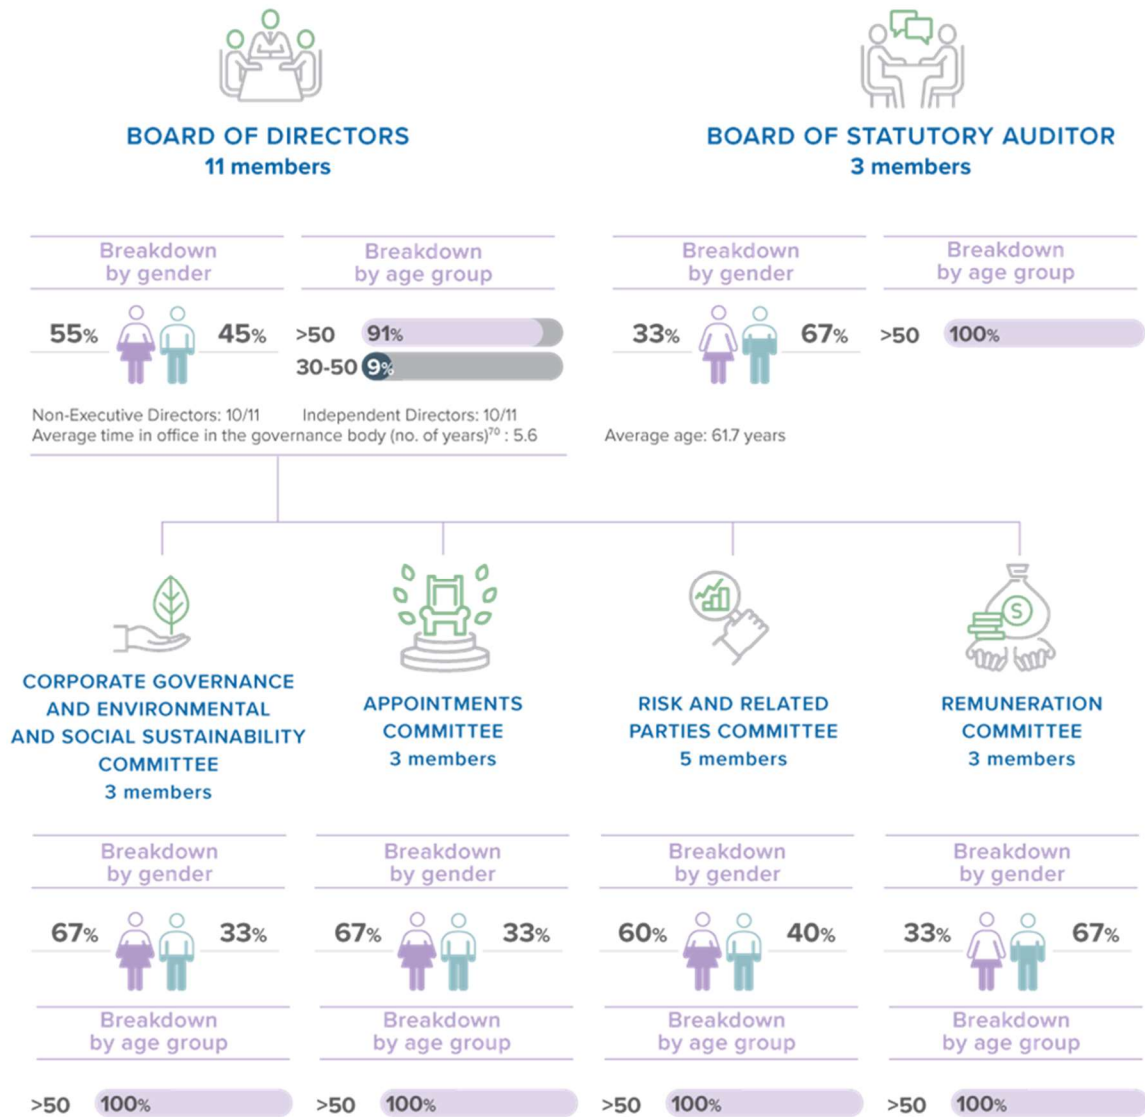 BOARD OF DIRECTORS
11 members
BOARD OF STATUTORY AUDITOR
3 members
Breakdown
by gender
Breakdown
by age group
Breakdown
by gender
Breakdown
by age group
55% 45%
>50 91%
30-50 9%
33% 67%
>50 100%
Non-Executive Directors: 10/11 Independent Directors: 10/11
Average time in office in the governance body (no. of years)⁷⁰ : 5.6
Average age: 61.7 years
S
CORPORATE GOVERNANCE
AND ENVIRONMENTAL
AND SOCIAL SUSTAINABILITY
COMMITTEE
3 members
APPOINTMENTS
COMMITTEE
3 members
RISK AND RELATED
PARTIES COMMITTEE
5 members
REMUNERATION
COMMITTEE
3 members
Breakdown
by gender
Breakdown
by gender
Breakdown
by gender
Breakdown
by gender
67% 33%
67% 33%
60% 40%
33% 67%
Breakdown
by age group
Breakdown
by age group
Breakdown
by age group
Breakdown
by age group
>50 100%
>50 100%
>50 100%
>50 100%